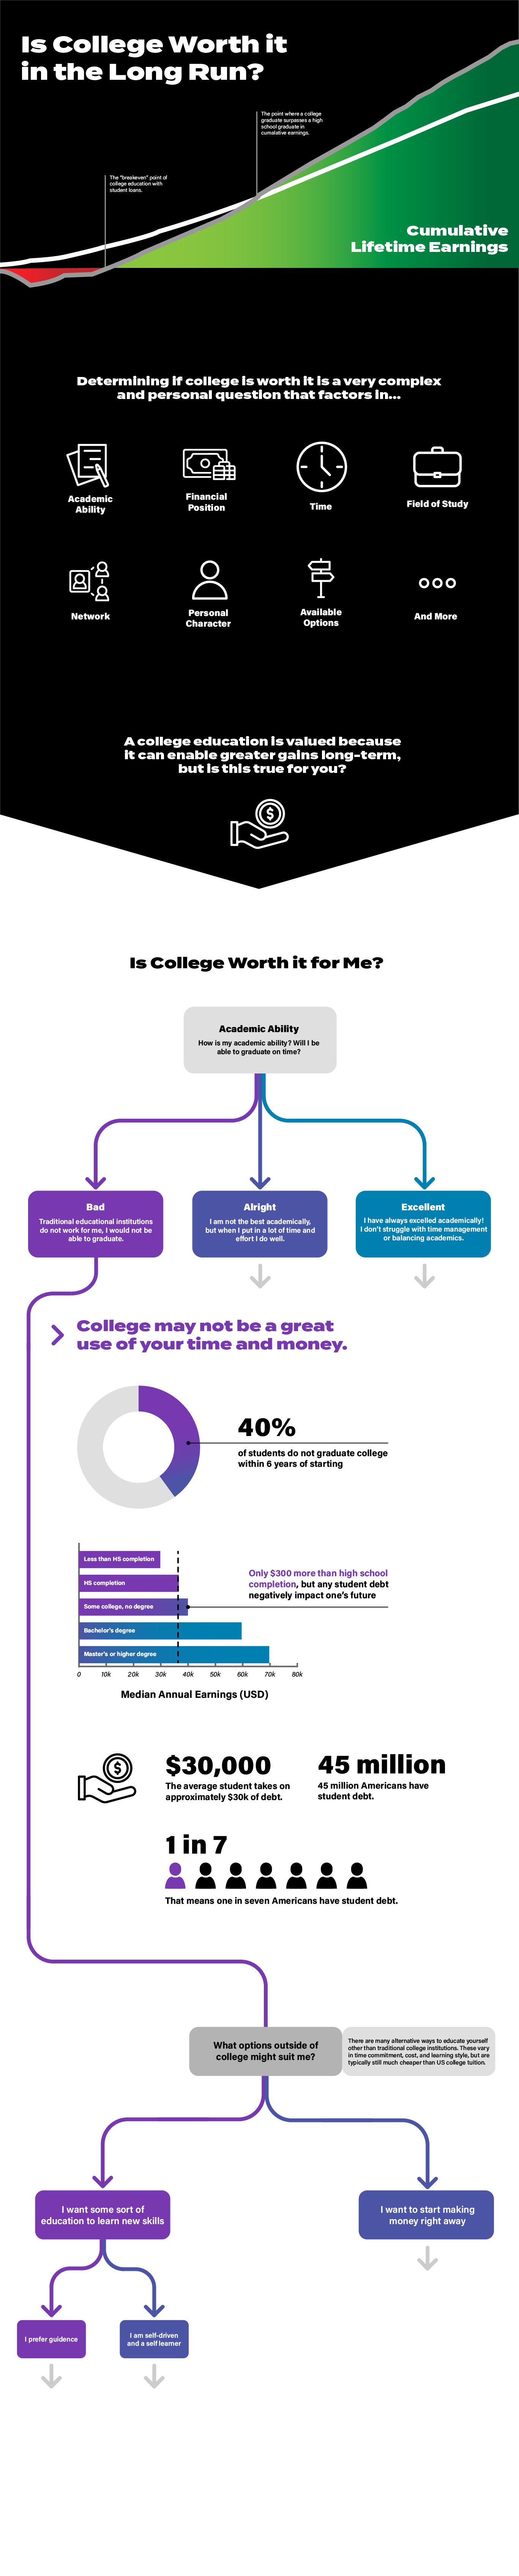 Is College Worth it
in the Long Run?
The point where a college
graduate surpasses a high
school graduate in
cumulative earnings.
The "breakeven" point of
college education with
student loans.
Cumulative
Lifetime Earnings
Determining if college is worth it is a very complex
and personal question that factors in...
Academic
Ability
Financial
Position
Time
Field of Study
Network
Personal
Character
Available
Options
And More
A college education is valued because
it can enable greater gains long-term,
but is this true for you?
$
Is College Worth it for Me?
Academic Ability
How is my academic ability? Will I be
able to graduate on time?
Bad
Traditional educational institutions
do not work for me, I would not be
able to graduate.
Alright
I am not the best academically,
but when I put in a lot of time and
effort I do well.
Excellent
I have always excelled academically!
I don't struggle with time management
or balancing academics.
College may not be a great
use of your time and money.
40%
of students do not graduate college
within 6 years of starting
Less than HS completion
HS completion
Some college, no degree
Bachelor's degree
Master's or higher degree
Only $300 more than high school
completion, but any student debt
negatively impact one's future
0 10k 20k 30k 40k 50k 60k 70k 80k
Median Annual Earnings (USD)
$
$30,000
The average student takes on
approximately $30k of debt.
45 million
45 million Americans have
student debt.
1 in 7
That means one in seven Americans have student debt.
What options outside of
college might suit me?
There are many alternative ways to educate yourself
other than traditional college institutions. These vary
in time commitment, cost, and learning style, but are
typically still much cheaper than US college tuition.
I want some sort of
education to learn new skills
I want to start making
money right away
I prefer guidence
I am self-driven
and a self learner